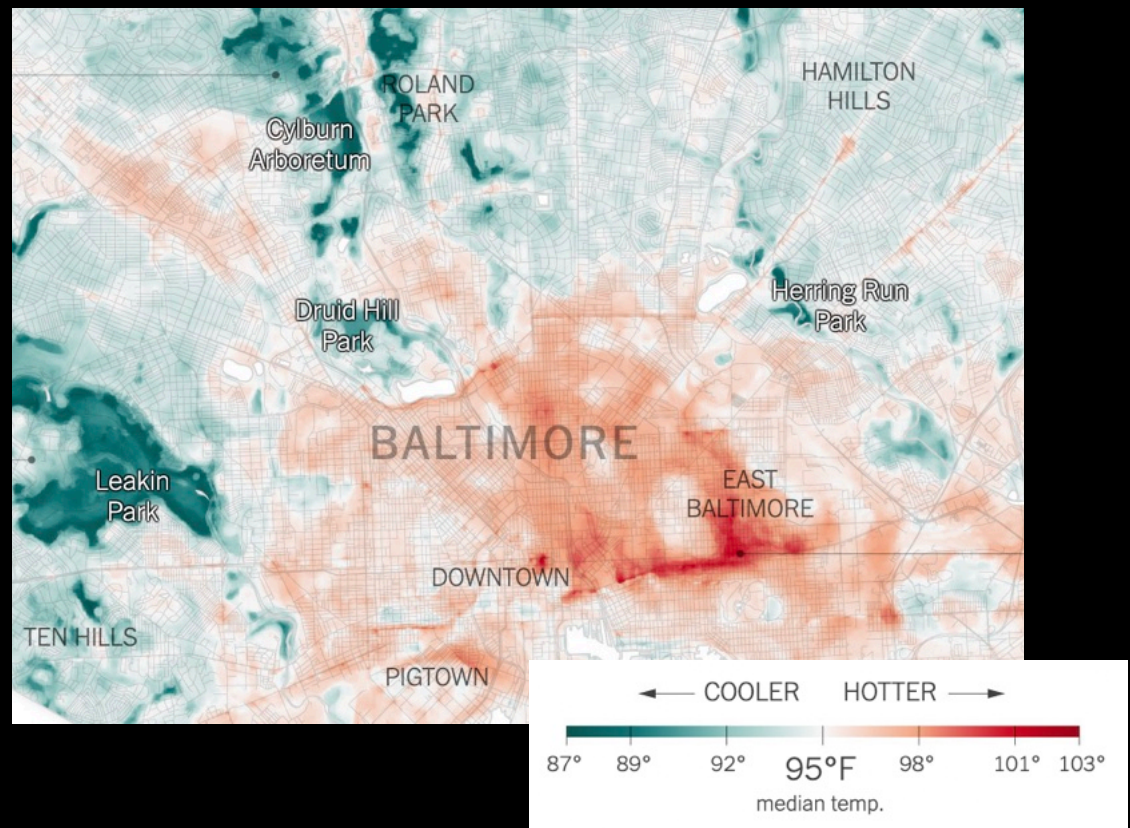 ROLAND
PARK
HAMILTON
HILLS
Cylburn
Arboretum
Druid Hill
Park
Herring Run
Park
BALTIMORE
Leakin
Park
EAST
BALTIMORE
DOWNTOWN
TEN HILLS
PIGTOWN
COOLER HOTTER
87° 89° 92° 95°F 98° 101° 103°
median temp.